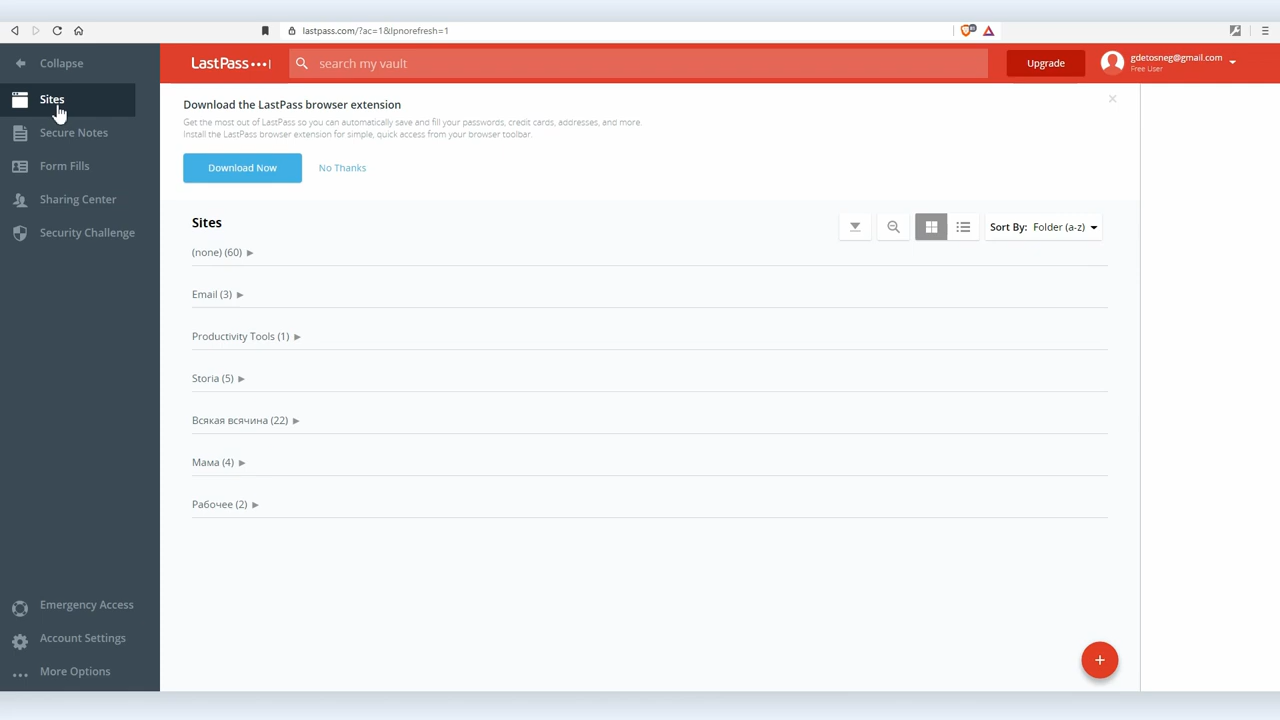 lastpass.com/?ac=1&lpnorefresh=1
Collapse
LastPass
search my vault
Upgrade
gdetosneg@gmail.com
Free User
Sites
Secure Notes
Form Fills
Sharing Center
Security Challenge
Download the LastPass browser extension
Get the most out of LastPass so you can automatically save and fill your passwords, credit cards, addresses, and more.
Install the LastPass browser extension for simple, quick access from your browser toolbar.
Download Now
No Thanks
Sites
Sort By: Folder (a-z)
(none) (60)
Email (3)
Productivity Tools (1)
Storia (5)
Всякая всячина (22)
Мама (4)
Рабочее (2)
Emergency Access
Account Settings
More Options